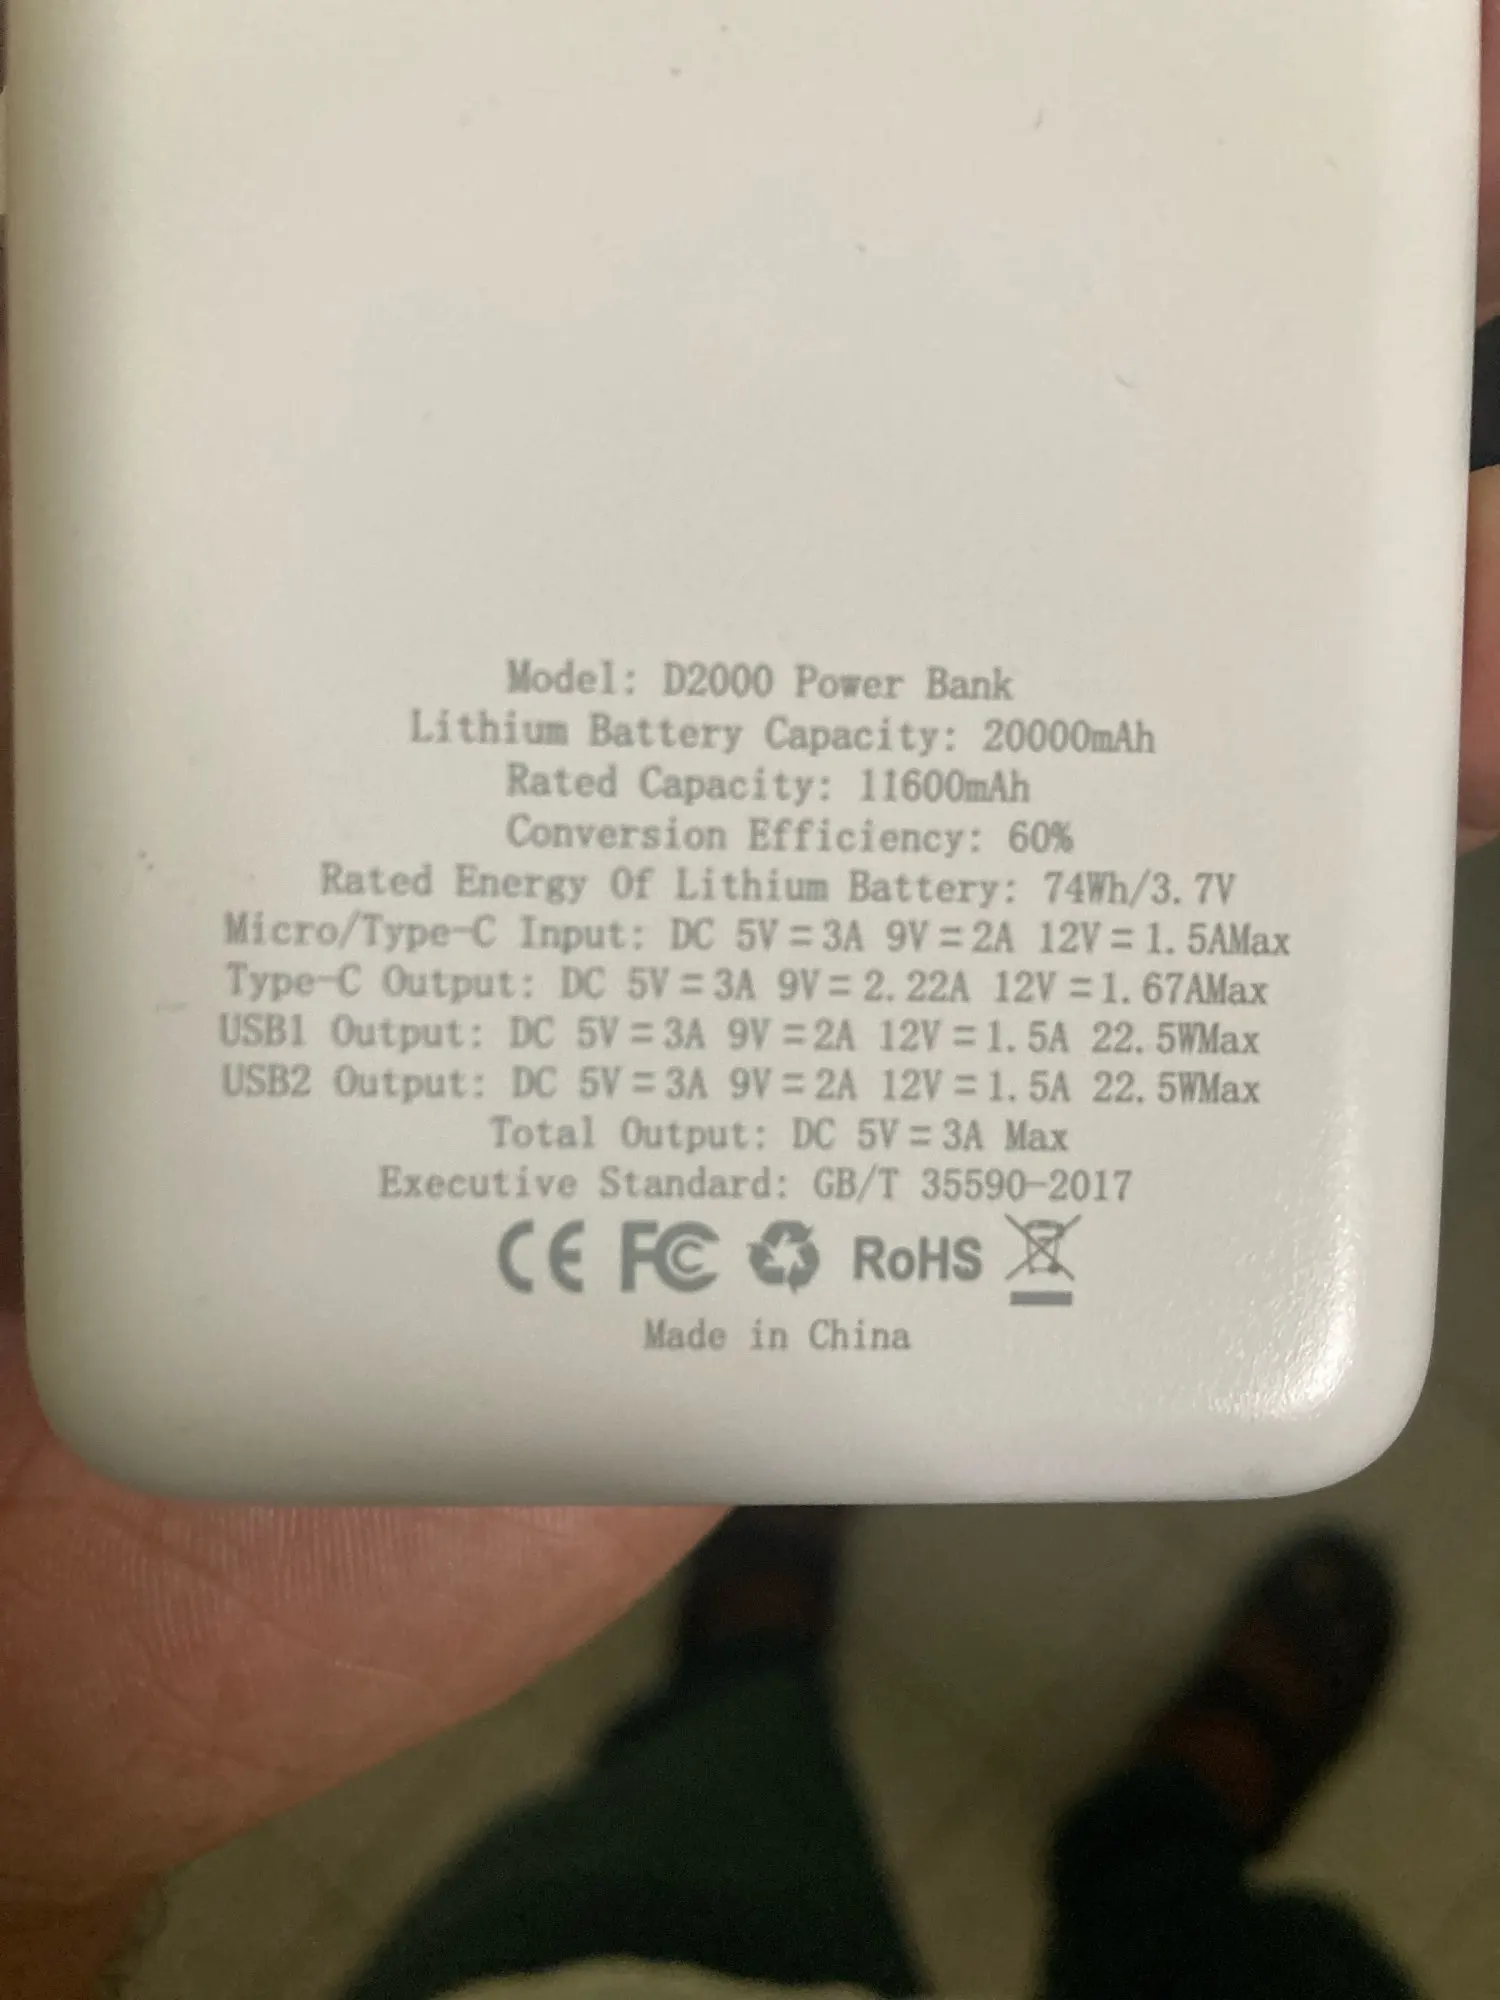 Model: D2000 Power Bank
Lithium Battery Capacity: 20000mAh
Rated Capacity: 11600mAh
Conversion Efficiency: 60%
Rated Energy Of Lithium Battery: 74Wh/3.7V
Micro/Type-C Input: DC 5V=3A 9V=2A 12V=1.5AMax
Type-C Output: DC 5V=3A 9V=2.22A 12V=1.67AMax
USB1 Output: DC 5V=3A 9V=2A 12V=1.5A 22.5WMax
USB2 Output: DC 5V=3A 9V=2A 12V=1.5A 22.5WMax
Total Output: DC 5V=3A Max
Executive Standard: GB/T 35590-2017
CE FC RoHS
Made in China